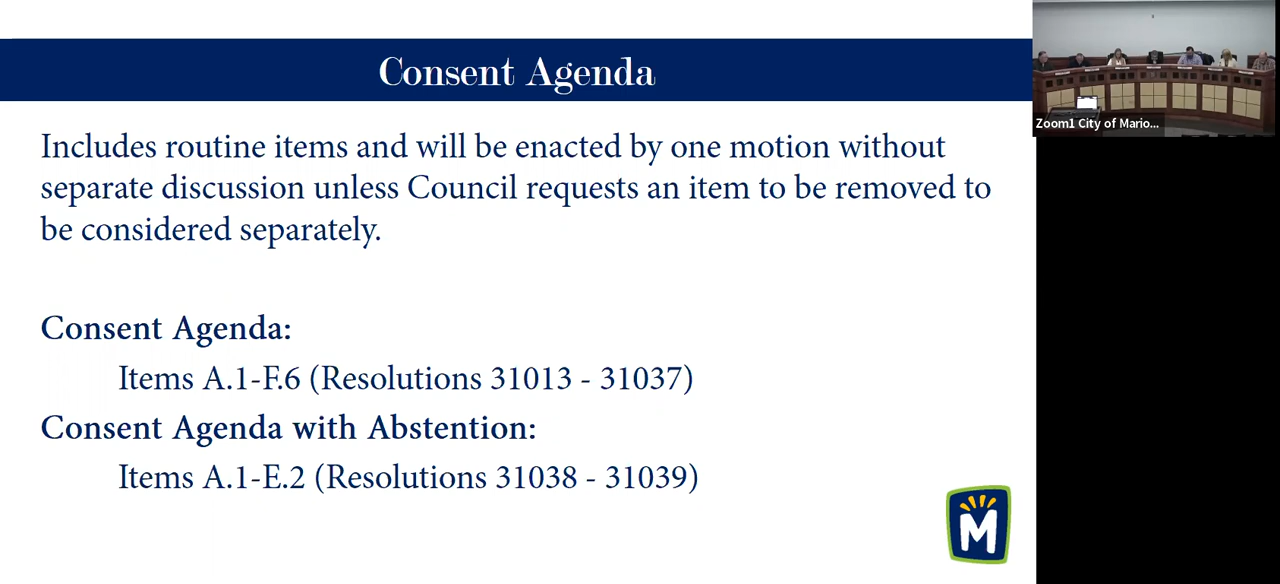 Consent Agenda
Includes routine items and will be enacted by one motion without
separate discussion unless Council requests an item to be removed to
be considered separately.
Consent Agenda:
Items A.1-F.6 (Resolutions 31013 - 31037)
Consent Agenda with Abstention:
Items A.1-E.2 (Resolutions 31038 - 31039)
M
Zoom1 City of Mario...